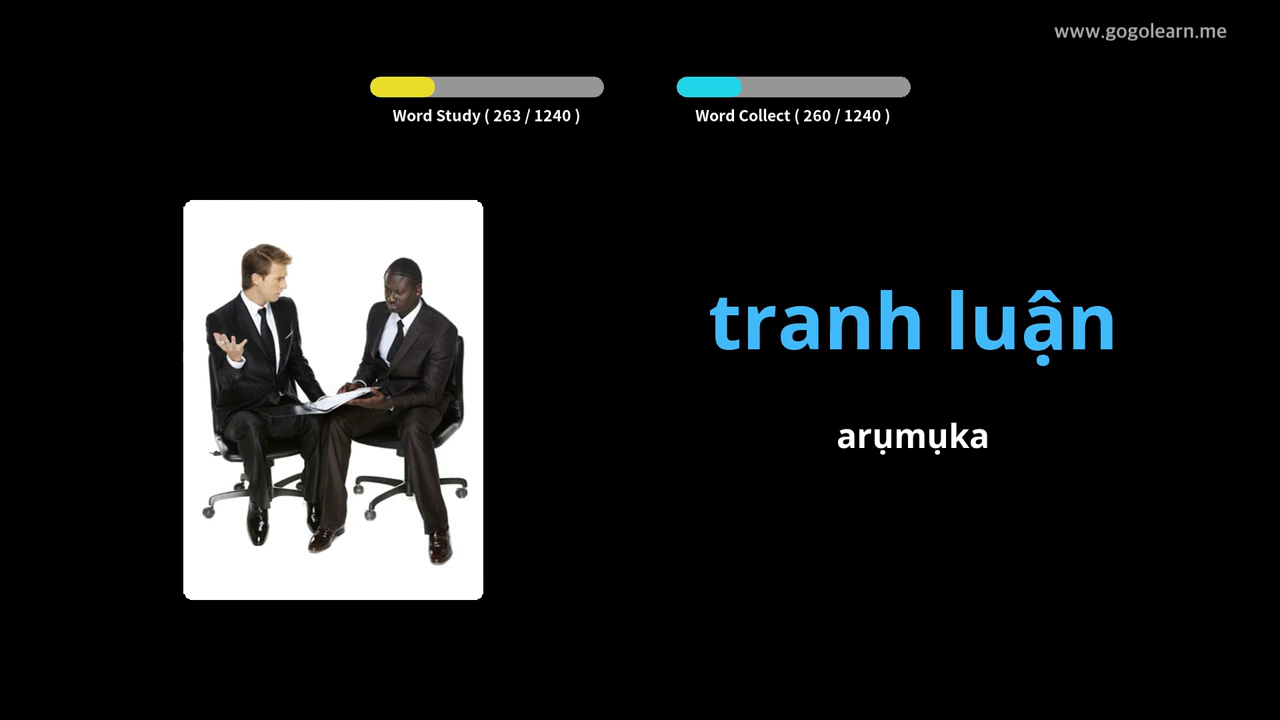 www.gogolearn.me
Word Study ( 263 / 1240 )
Word Collect ( 260 / 1240 )
tranh luận
arụmụka